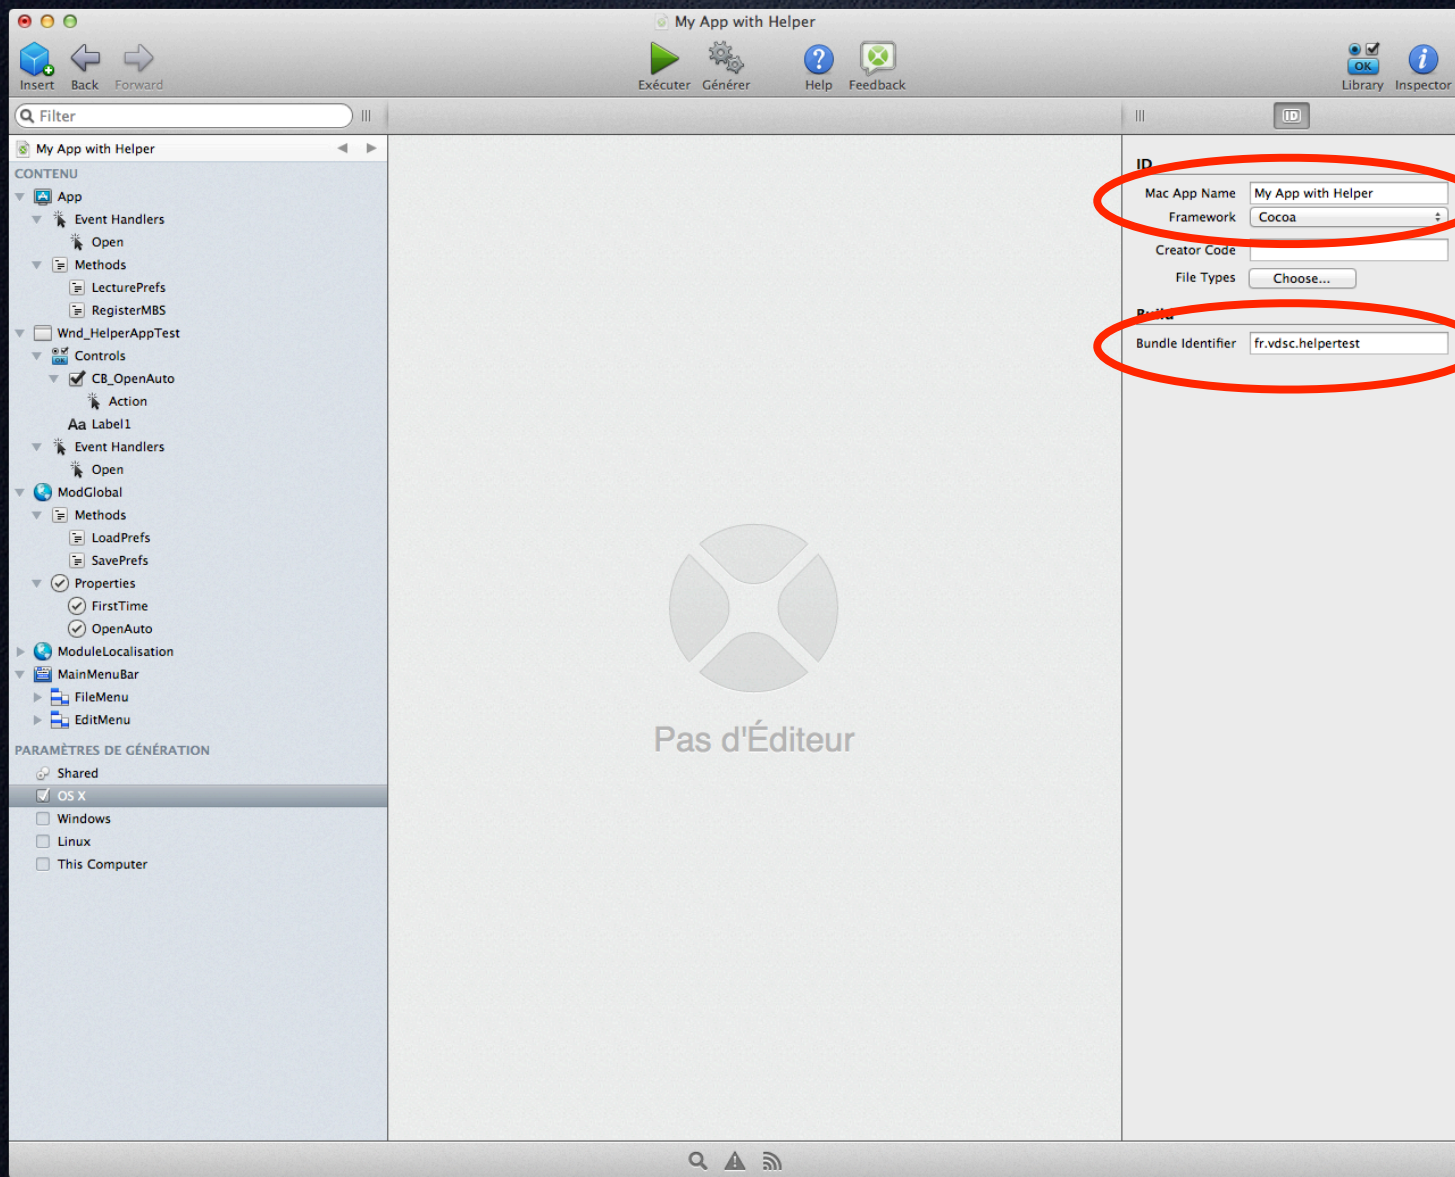 My App with Helper
Insert Back Forward Exécuter Générer Help Feedback Library Inspector
OK
Filter
ID
My App with Helper
CONTENU
App
Event Handlers
Open
Methods
LecturePrefs
RegisterMBS
Wnd_HelperAppTest
Controls
CB_OpenAuto
Action
Aa Label1
Event Handlers
Open
ModGlobal
Methods
LoadPrefs
SavePrefs
Properties
FirstTime
OpenAuto
ModuleLocalisation
MainMenuBar
FileMenu
EditMenu
PARAMÈTRES DE GÉNÉRATION
Shared
OS X
Windows
Linux
This Computer
Pas d'Éditeur
ID
Mac App Name My App with Helper
Framework Cocoa
Creator Code
File Types Choose...
Build
Bundle Identifier fr.vdsc.helpertest